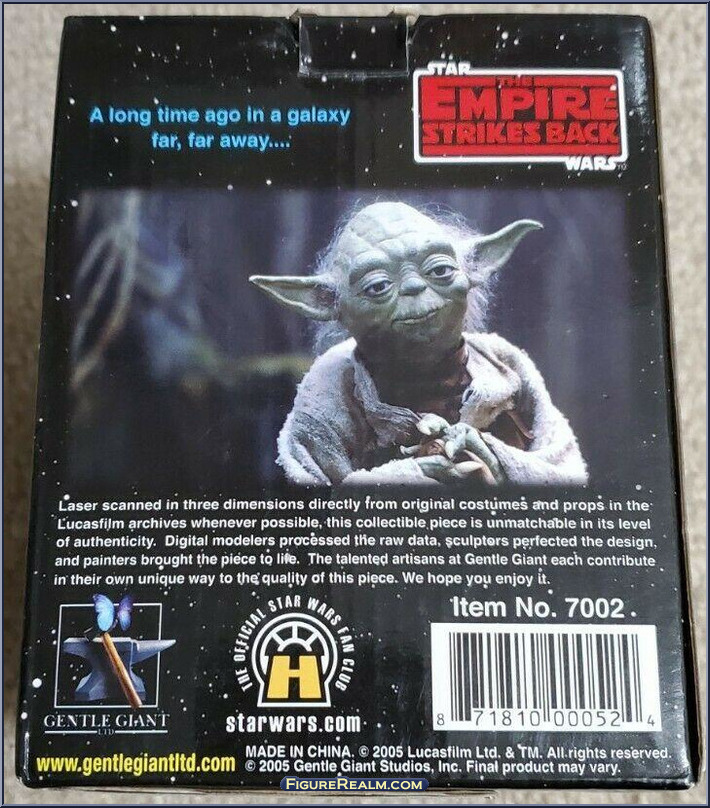 A long time ago in a galaxy
far, far away....
STAR
THE
EMPIRE
STRIKES BACK
WARS
Laser scanned in three dimensions directly from original costumes and props in the
Lucasfilm archives whenever possible, this collectible piece is unmatchable in its level
of authenticity. Digital modelers processed the raw data, sculptors perfected the design,
and painters brought the piece to life. The talented artisans at Gentle Giant each contribute
in their own unique way to the quality of this piece. We hope you enjoy it.
Item No. 7002
THE OFFICIAL STAR WARS FAN CLUB
H
8 71810 00052 4
GENTLE GIANT
LTD
starwars.com
www.gentlegiantltd.com
MADE IN CHINA. © 2005 Lucasfilm Ltd. & TM. All rights reserved.
© 2005 Gentle Giant Studios, Inc. Final product may vary.
FIGUREREALM.COM